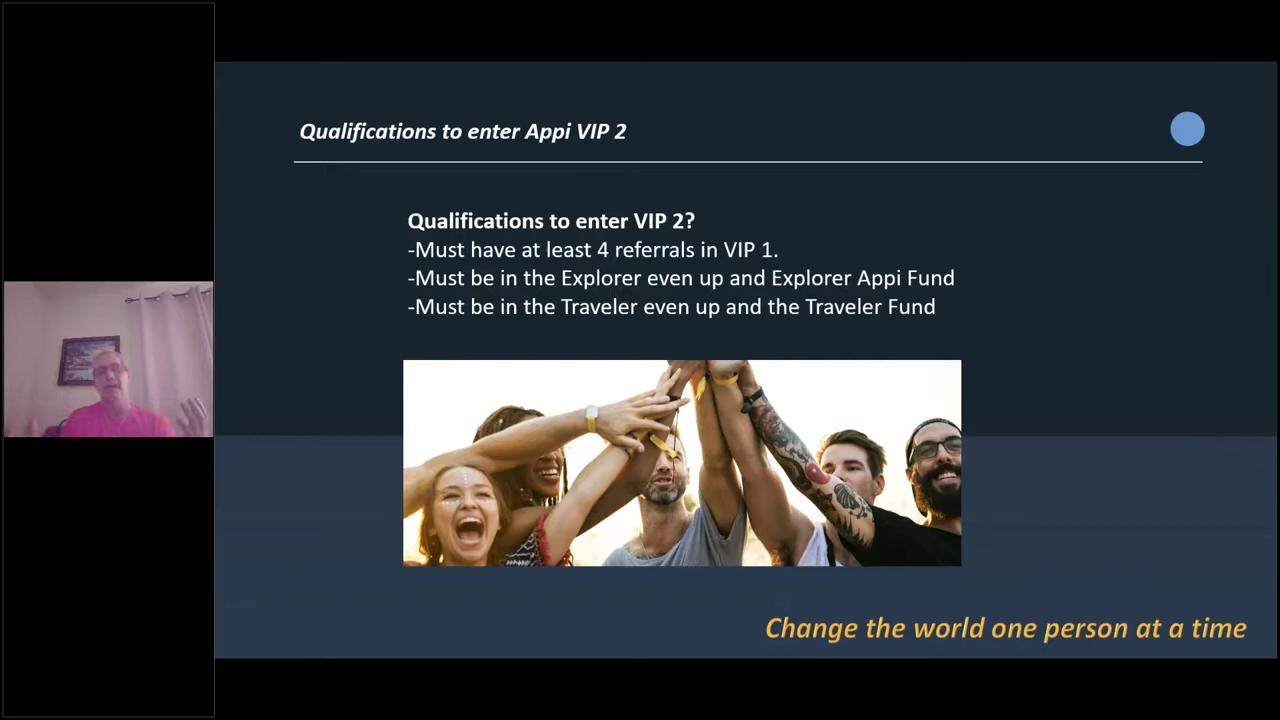 Qualifications to enter Appi VIP 2
Qualifications to enter VIP 2?
-Must have at least 4 referrals in VIP 1.
-Must be in the Explorer even up and Explorer Appi Fund
-Must be in the Traveler even up and the Traveler Fund
Change the world one person at a time